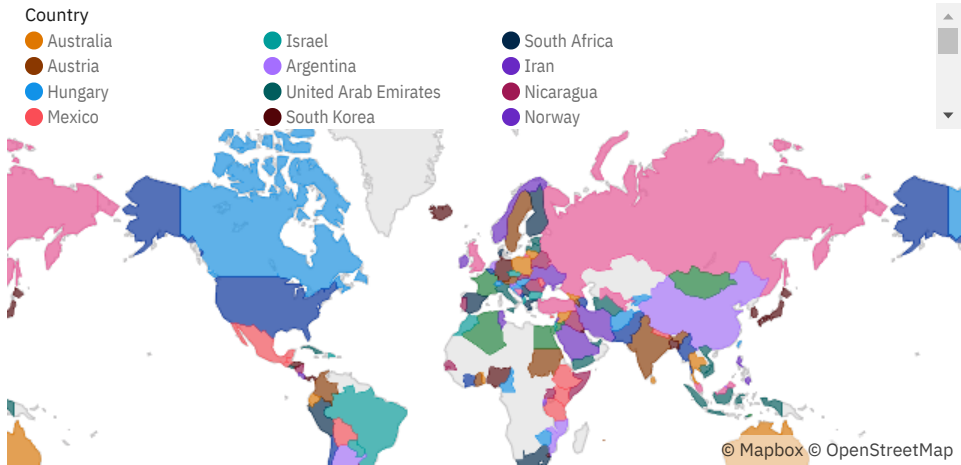 Country
Australia Israel South Africa
Austria Argentina Iran
Hungary United Arab Emirates Nicaragua
Mexico South Korea Norway
© Mapbox © OpenStreetMap